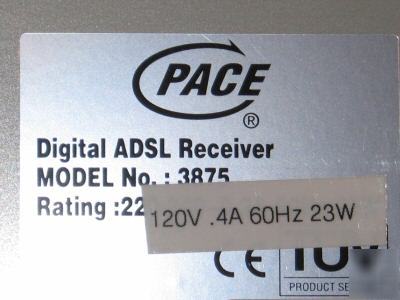 PACE
®
Digital ADSL Receiver
MODEL No. : 3875
Rating :22
120V .4A 60Hz 23W
CE
PRODUCT SE